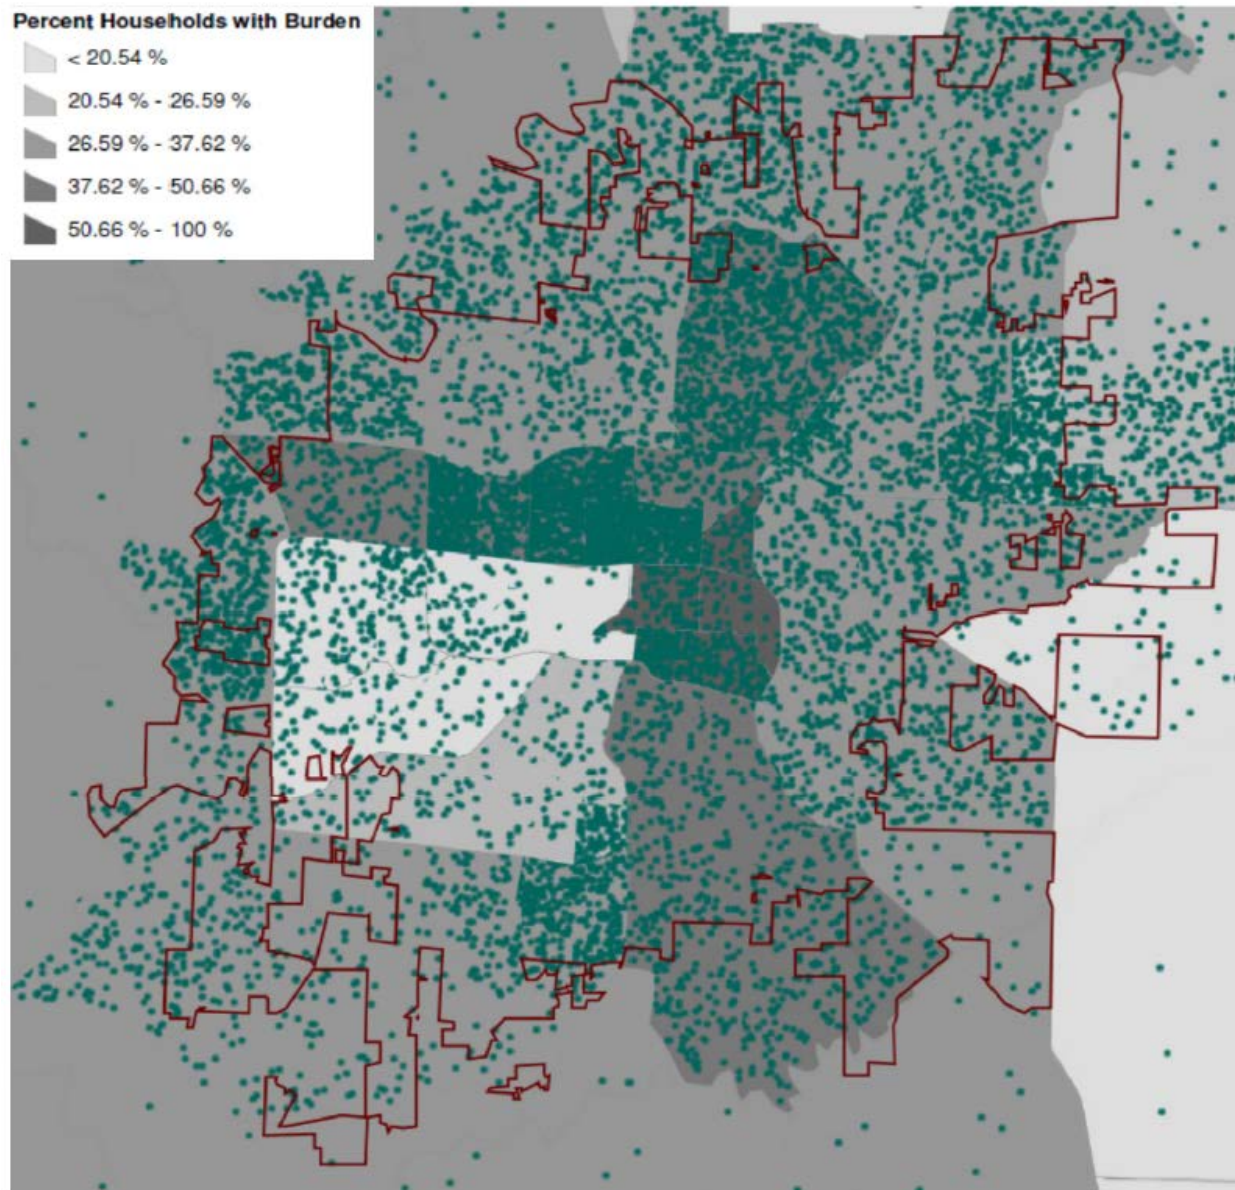 Percent Households with Burden
< 20.54 %
20.54 % - 26.59 %
26.59 % - 37.62 %
37.62 % - 50.66 %
50.66 % - 100 %